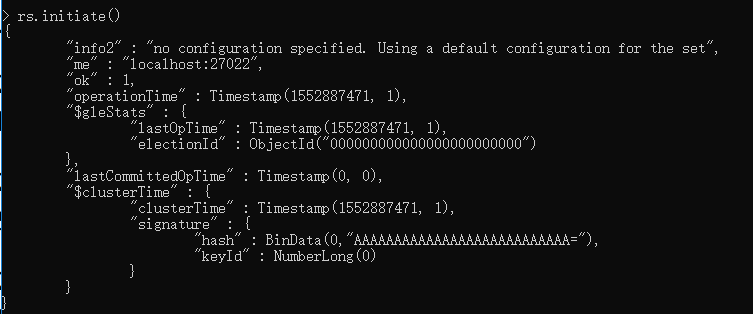 > rs.initiate()
{
        "info2" : "no configuration specified. Using a default configuration for the set",
        "me" : "localhost:27022",
        "ok" : 1,
        "operationTime" : Timestamp(1552887471, 1),
        "$gleStats" : {
                "lastOpTime" : Timestamp(1552887471, 1),
                "electionId" : ObjectId("000000000000000000000000")
        },
        "lastCommittedOpTime" : Timestamp(0, 0),
        "$clusterTime" : {
                "clusterTime" : Timestamp(1552887471, 1),
                "signature" : {
                        "hash" : BinData(0,"AAAAAAAAAAAAAAAAAAAAAAAAAAA="),
                        "keyId" : NumberLong(0)
                }
        }
}